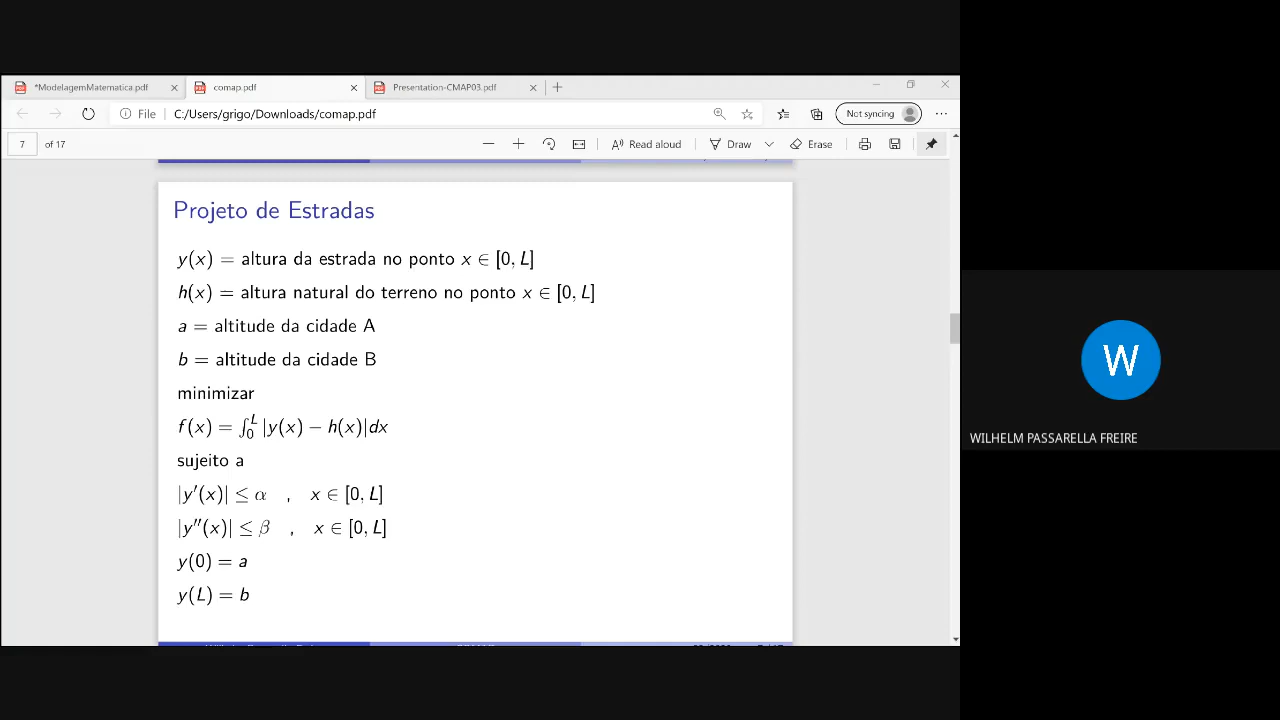 *ModelagemMatematica.pdf
comap.pdf
Presentation-CMAP03.pdf
File
C:/Users/grigo/Downloads/comap.pdf
Not syncing
7 of 17
Read aloud
Draw
Erase
Projeto de Estradas
y(x) = altura da estrada no ponto x ∈ [0, L]
h(x) = altura natural do terreno no ponto x ∈ [0, L]
a = altitude da cidade A
b = altitude da cidade B
minimizar
f(x) = ∫₀ᴸ |y(x) − h(x)|dx
sujeito a
|y′(x)| ≤ α , x ∈ [0, L]
|y′′(x)| ≤ β , x ∈ [0, L]
y(0) = a
y(L) = b
W
WILHELM PASSARELLA FREIRE